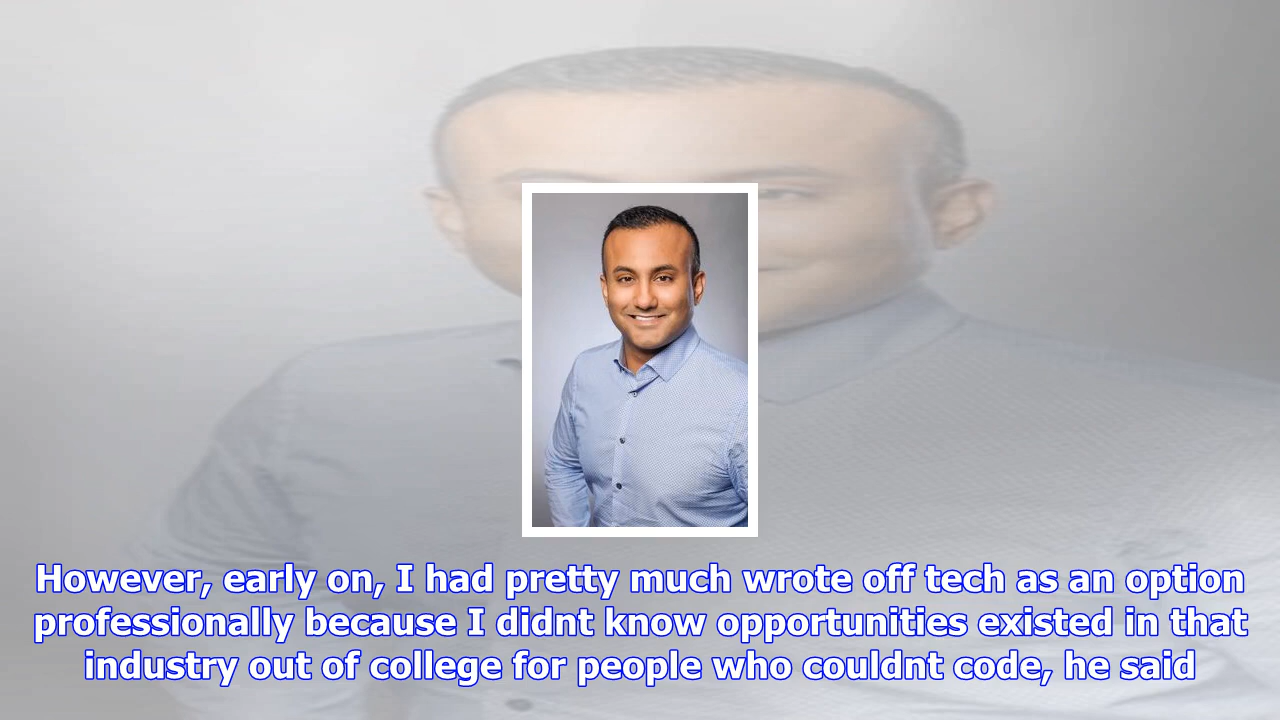 However, early on, I had pretty much wrote off tech as an option
professionally because I didnt know opportunities existed in that
industry out of college for people who couldnt code, he said